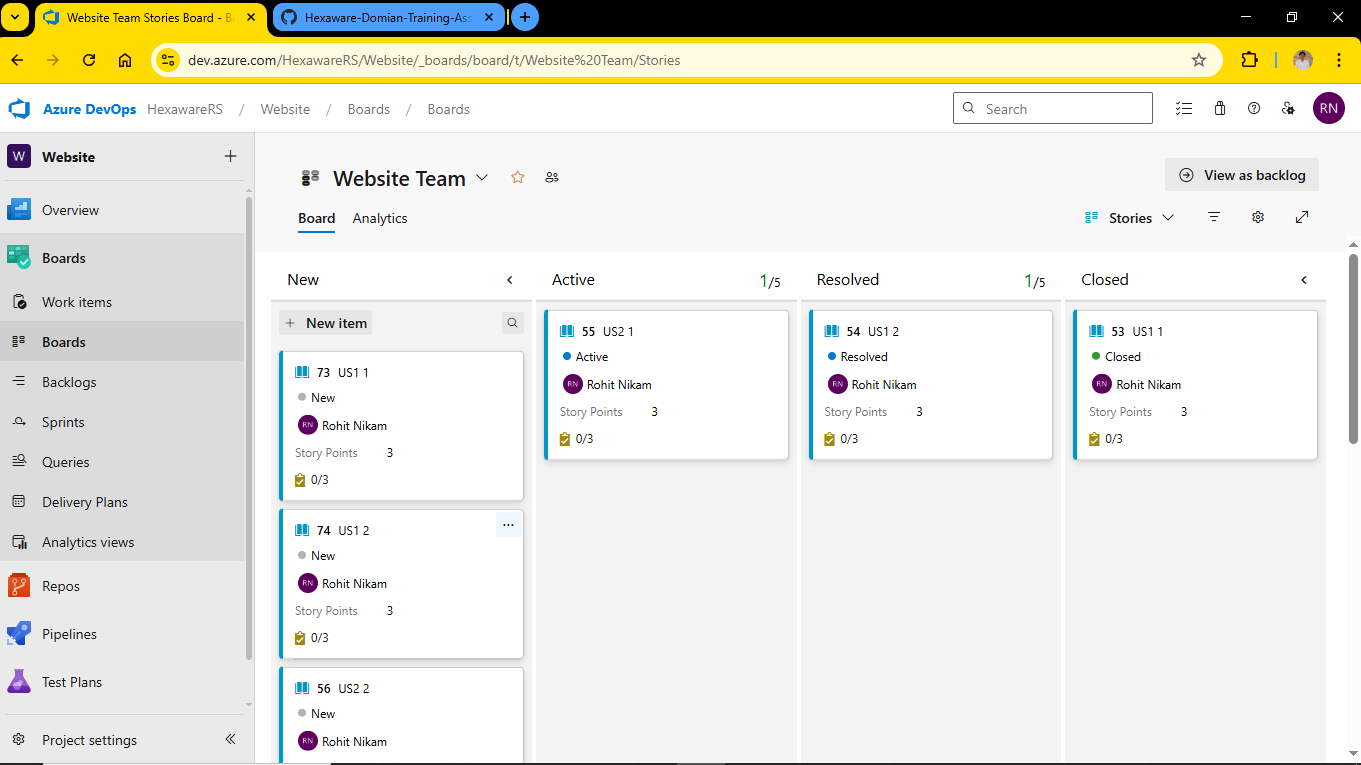 Website Team Stories Board - B
Hexaware-Domian-Training-Ass
dev.azure.com/HexawareRS/Website/_boards/board/t/Website%20Team/Stories
Azure DevOps HexawareRS / Website / Boards / Boards
Search
RN
W Website
Overview
Boards
Work items
Boards
Backlogs
Sprints
Queries
Delivery Plans
Analytics views
Repos
Pipelines
Test Plans
Project settings
Website Team
View as backlog
Board Analytics
Stories
New
New item
73 US1 1
New
RN Rohit Nikam
Story Points 3
0/3
74 US1 2
New
RN Rohit Nikam
Story Points 3
0/3
56 US2 2
New
RN Rohit Nikam
Active 1/5
55 US2 1
Active
RN Rohit Nikam
Story Points 3
0/3
Resolved 1/5
54 US1 2
Resolved
RN Rohit Nikam
Story Points 3
0/3
Closed
53 US1 1
Closed
RN Rohit Nikam
Story Points 3
0/3